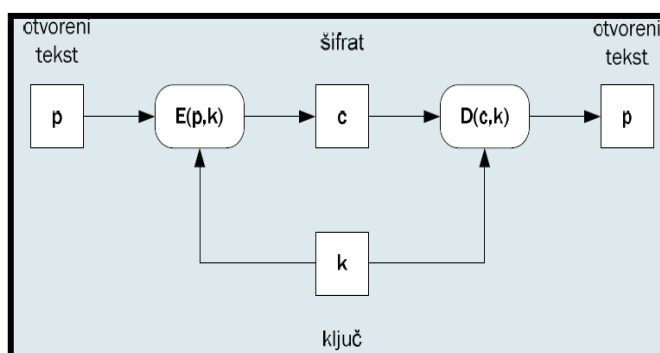 otvoreni
tekst
šifrat
otvoreni
tekst
p
E(p,k)
c
D(c,k)
p
k
ključ